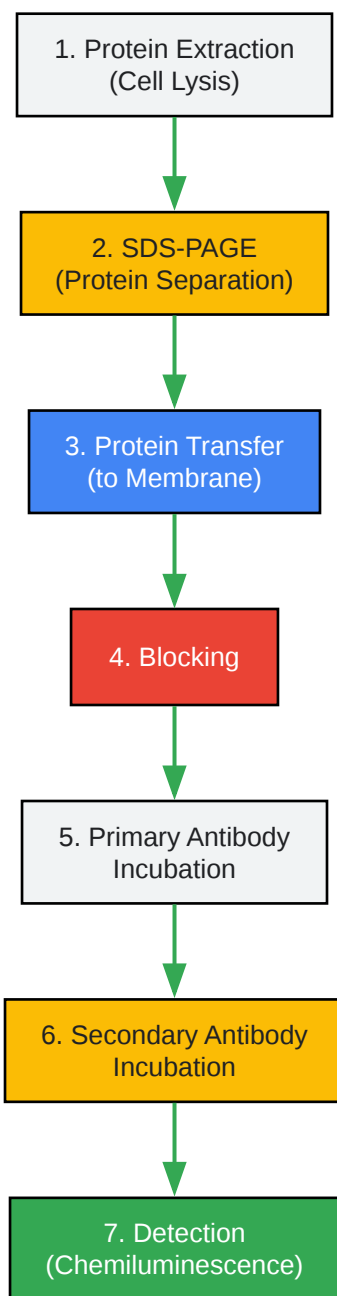 1. Protein Extraction
(Cell Lysis)
2. SDS-PAGE
(Protein Separation)
3. Protein Transfer
(to Membrane)
4. Blocking
5. Primary Antibody
Incubation
6. Secondary Antibody
Incubation
7. Detection
(Chemiluminescence)